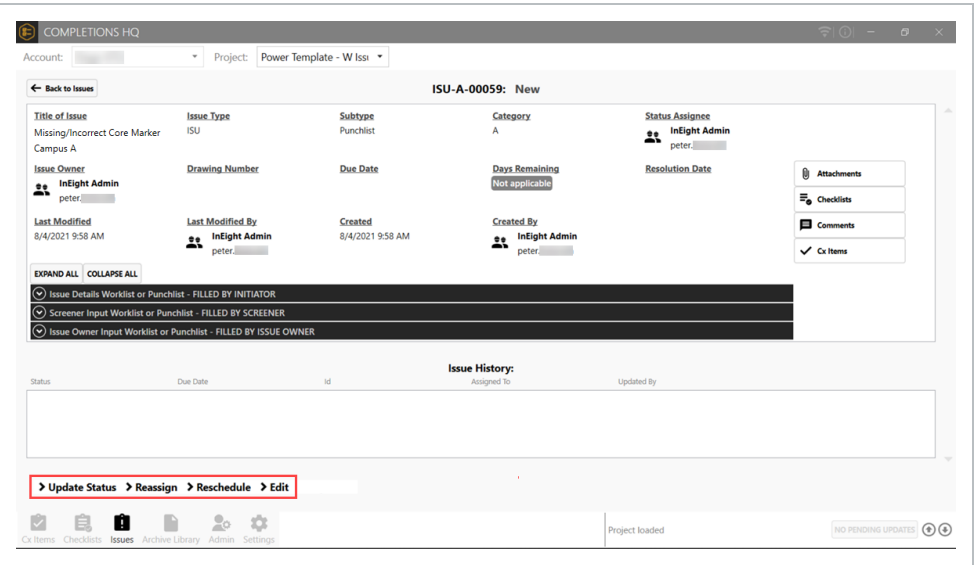 COMPLETIONS HQ
Account: Project: Power Template - W Issı
Back to Issues
ISU-A-00059: New
Title of Issue Issue Type Subtype Category Status Assignee
Missing/Incorrect Core Marker ISU Punchlist A InEight Admin
Campus A peter.
Issue Owner Drawing Number Due Date Days Remaining Resolution Date
InEight Admin Not applicable
peter.
Attachments
Checklists
Last Modified Last Modified By Created Created By
8/4/2021 9:58 AM InEight Admin 8/4/2021 9:58 AM InEight Admin
peter. peter.
Comments
Cx Items
EXPAND ALL COLLAPSE ALL
Issue Details Worklist or Punchlist - FILLED BY INITIATOR
Screener Input Worklist or Punchlist - FILLED BY SCREENER
Issue Owner Input Worklist or Punchlist - FILLED BY ISSUE OWNER
Issue History:
Status Due Date id Assigned To Updated By
Update Status Reassign Reschedule Edit
Cx Items Checklists Issues Archive Library Admin Settings
Project loaded
NO PENDING UPDATES